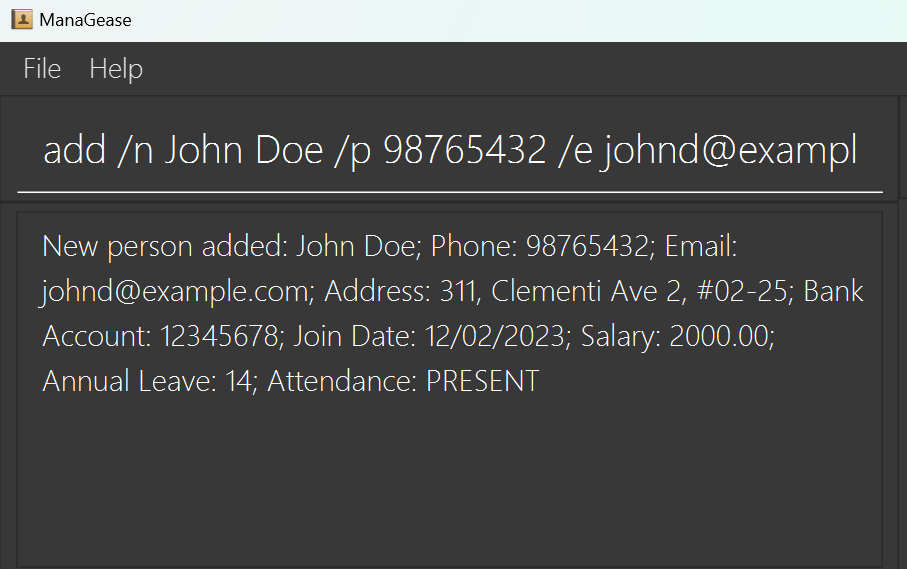 ManaGease
File Help
add /n John Doe /p 98765432 /e johnd@exampl
New person added: John Doe; Phone: 98765432; Email:
johnd@example.com; Address: 311, Clementi Ave 2, #02-25; Bank
Account: 12345678; Join Date: 12/02/2023; Salary: 2000.00;
Annual Leave: 14; Attendance: PRESENT